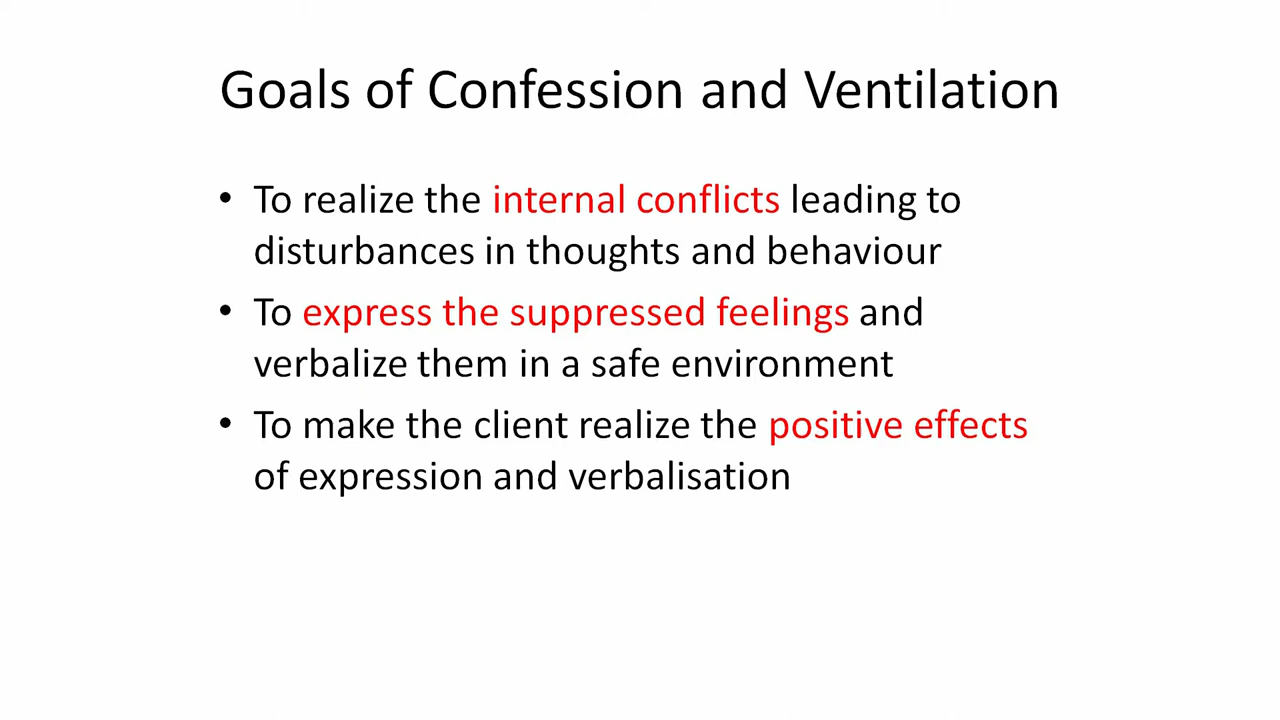 Goals of Confession and Ventilation
• To realize the internal conflicts leading to
disturbances in thoughts and behaviour
• To express the suppressed feelings and
verbalize them in a safe environment
• To make the client realize the positive effects
of expression and verbalisation